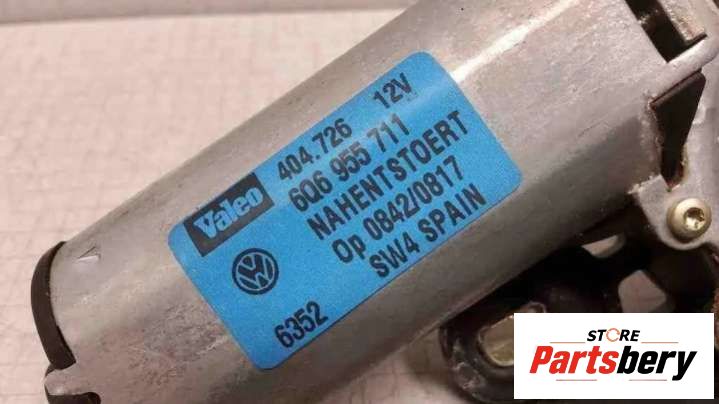 Valeo
404.726 12V
6Q6 955 711
NAHENTSTOERT
Op 0842/0817
SW4 SPAIN
6352
STORE
Partsbery